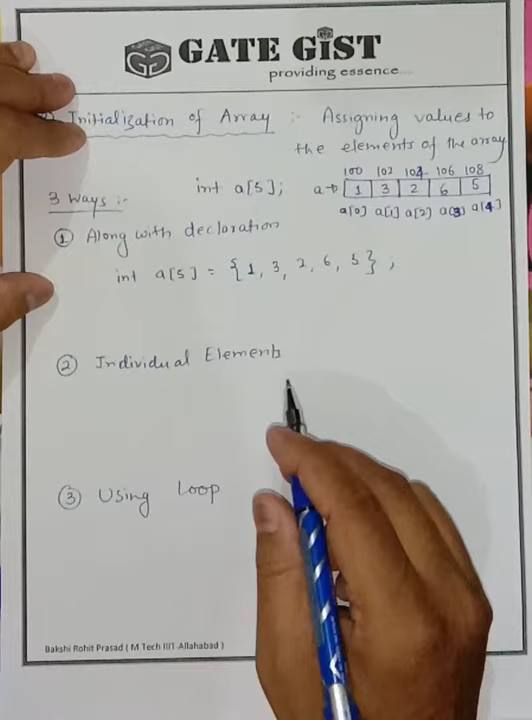 GATE GiST
providing essence...
Initialization of Array :- Assigning values to
the elements of the array
3 Ways :-
int a[5]; a→
100 102 104 106 108
1 3 2 6 5
a[0] a[1] a[2] a[3] a[4]
① Along with declaration
int a[5] = {1, 3, 2, 6, 5} ;
② Individual Elements
③ Using Loop
Bakshi Rohit Prasad ( M Tech IIIT-Allahabad )